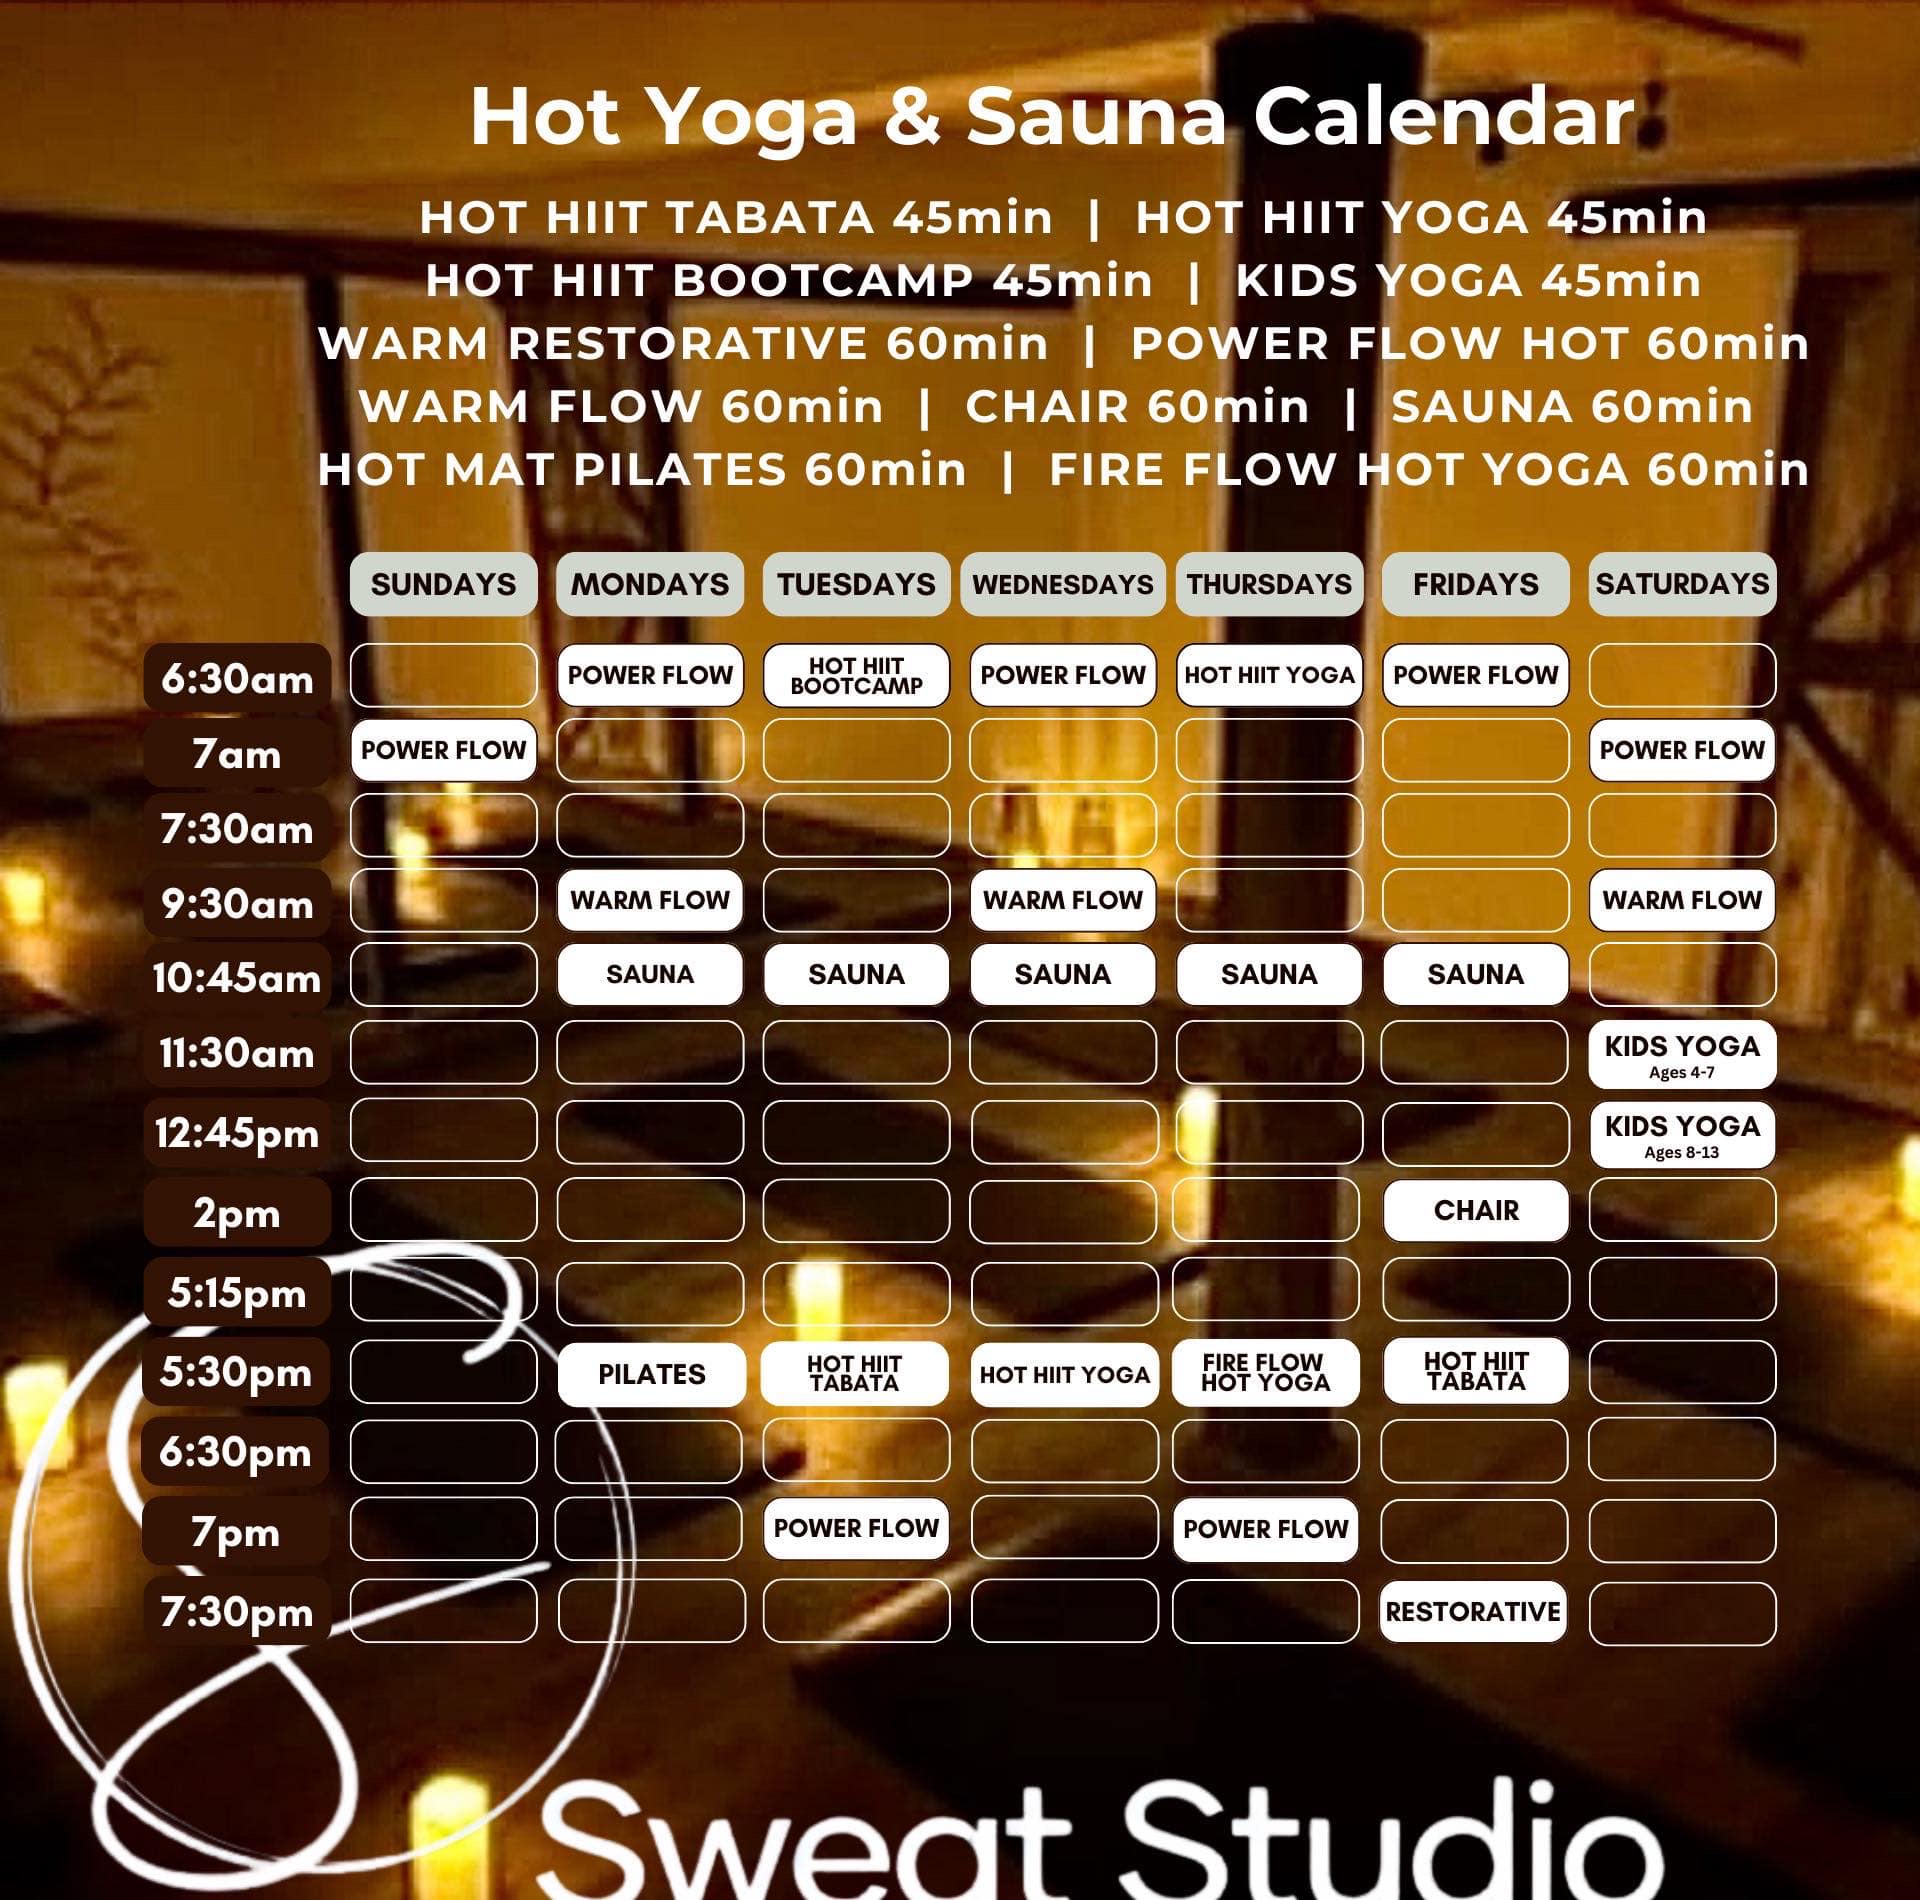 Hot Yoga & Sauna Calendar
HOT HIIT TABATA 45min | HOT HIIT YOGA 45min
HOT HIIT BOOTCAMP 45min | KIDS YOGA 45min
WARM RESTORATIVE 60min | POWER FLOW HOT 60min
WARM FLOW 60min | CHAIR 60min | SAUNA 60min
HOT MAT PILATES 60min | FIRE FLOW HOT YOGA 60min
SUNDAYS MONDAYS TUESDAYS WEDNESDAYS THURSDAYS FRIDAYS SATURDAYS
6:30am POWER FLOW HOT HIIT BOOTCAMP POWER FLOW HOT HIIT YOGA POWER FLOW
7am POWER FLOW POWER FLOW
7:30am
9:30am WARM FLOW WARM FLOW WARM FLOW
10:45am SAUNA SAUNA SAUNA SAUNA SAUNA
11:30am KIDS YOGA
Ages 4-7
12:45pm KIDS YOGA
Ages 8-13
2pm CHAIR
5:15pm
5:30pm PILATES HOT HIIT TABATA HOT HIIT YOGA FIRE FLOW HOT YOGA HOT HIIT TABATA
6:30pm
7pm POWER FLOW POWER FLOW
7:30pm RESTORATIVE
Sweat Studio